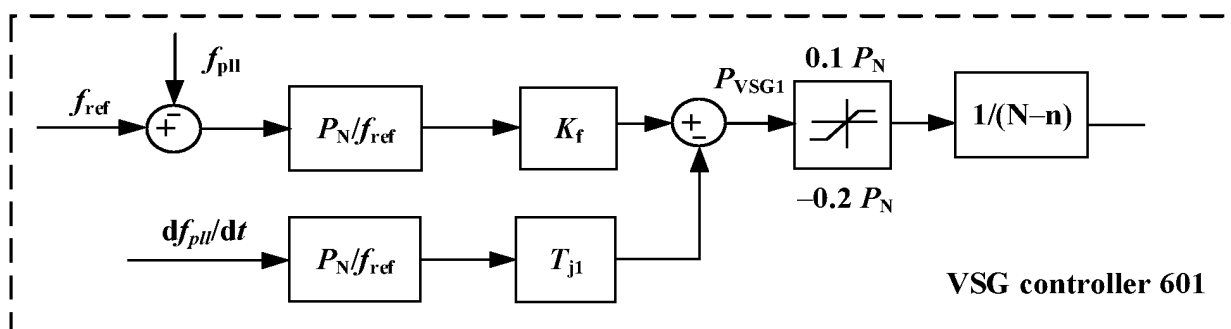 f_pll
f_ref
−
+
P_N/f_ref
K_f
+
−
P_VSG1
0.1 P_N
−0.2 P_N
1/(N−n)
df_pll/dt
P_N/f_ref
T_j1
VSG controller 601